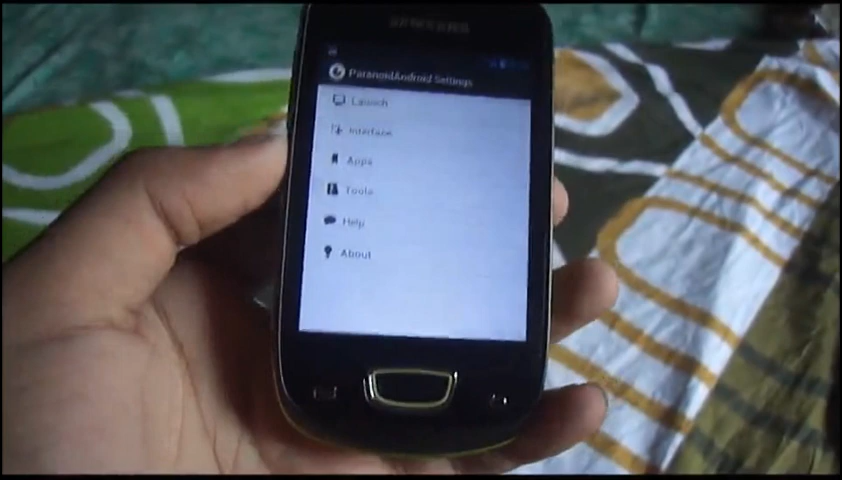 SAMSUNG
ParanoidAndroid Settings
Launch
Interface
Apps
Tools
Help
About